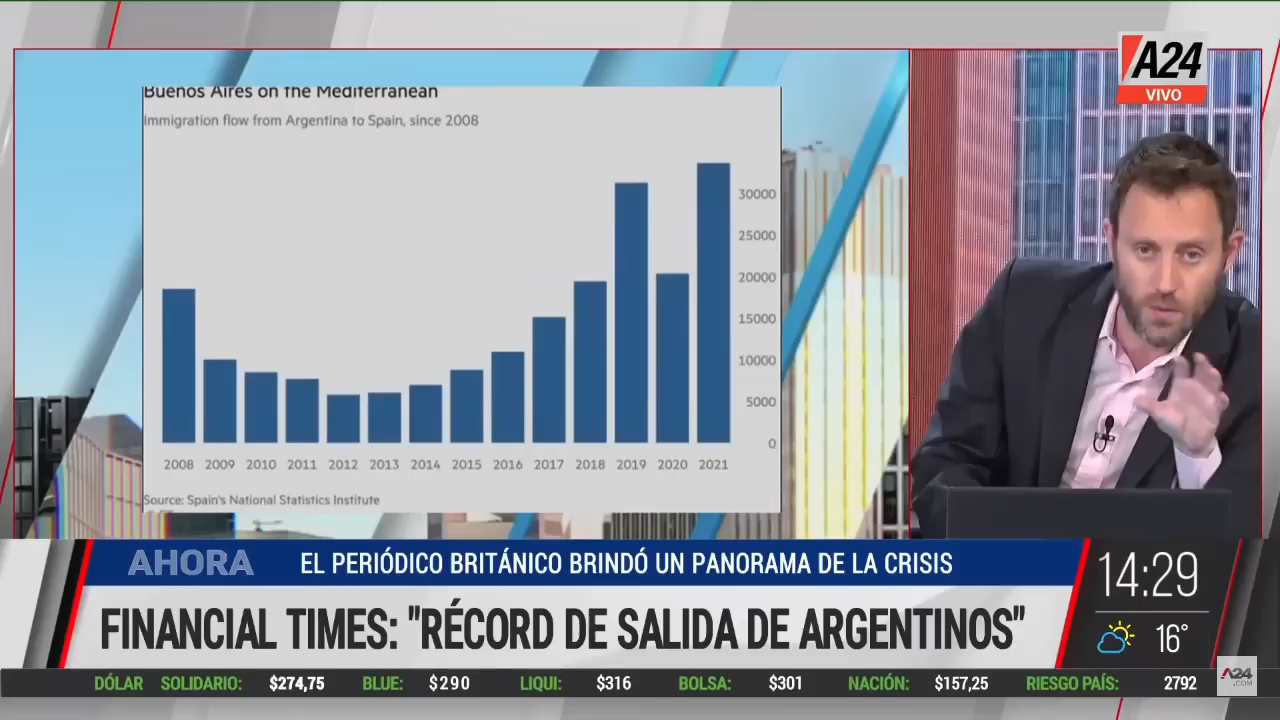 A24
VIVO
Buenos Aires on the Mediterranean
Immigration flow from Argentina to Spain, since 2008
30000
25000
20000
15000
10000
5000
0
2008 2009 2010 2011 2012 2013 2014 2015 2016 2017 2018 2019 2020 2021
Source: Spain's National Statistics Institute
AHORA EL PERIÓDICO BRITÁNICO BRINDÓ UN PANORAMA DE LA CRISIS
FINANCIAL TIMES: "RÉCORD DE SALIDA DE ARGENTINOS"
14:29
16°
DÓLAR SOLIDARIO: $274,75 BLUE: $290 LIQUI: $316 BOLSA: $301 NACIÓN: $157,25 RIESGO PAÍS: 2792
A24
.COM